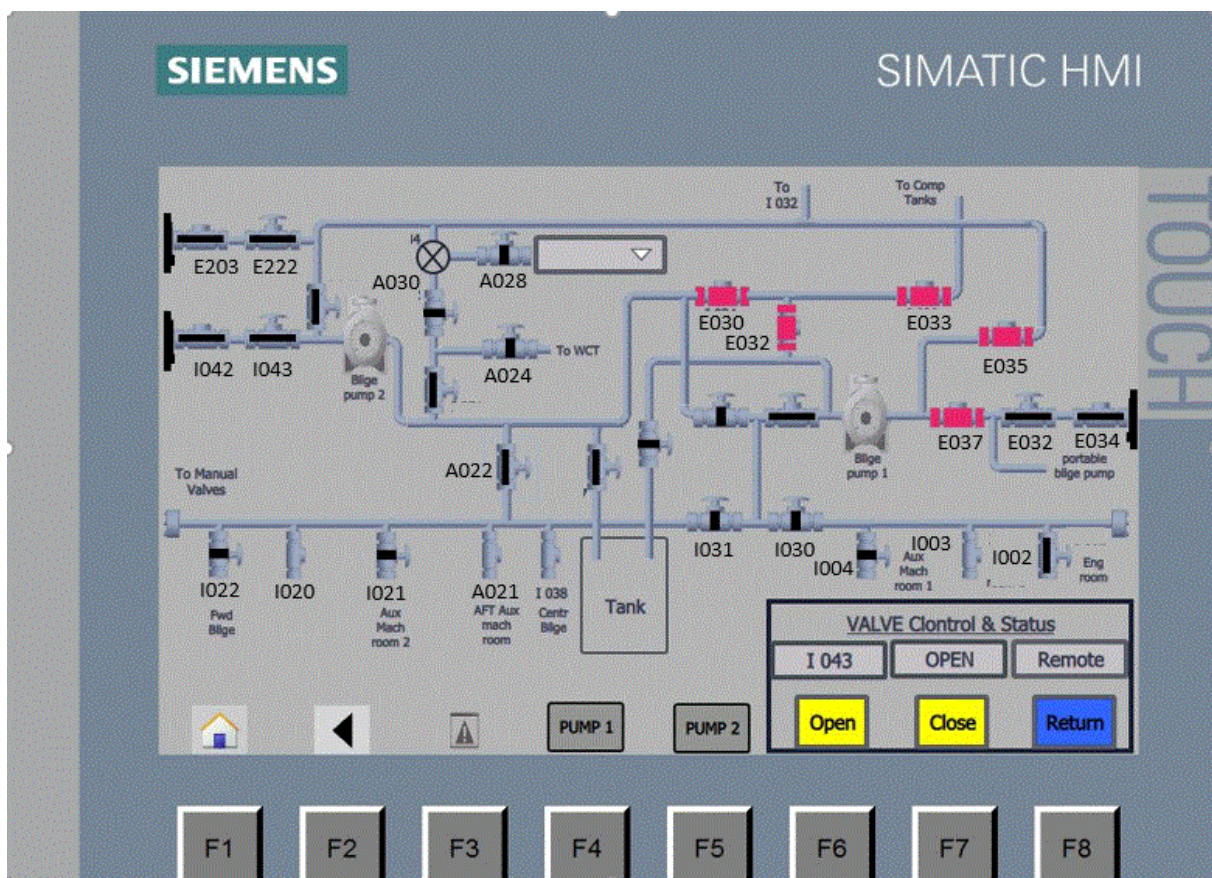 SIEMENS
SIMATIC HMI
TOUCH
To
I 032
To Comp
Tanks
I4
E203
E222
A030
A028
E030
E033
E032
To WCT
I042
I043
A024
E035
Bilge
pump 2
E037
E032
E034
A022
Bilge
pump 1
portable
bilge pump
To Manual
Valves
I031
I030
I003
I004
Aux
Mach
room 1
I002
Eng
room
I022
I020
I021
A021
I 038
Fwd
Bilge
Aux
Mach
room 2
AFT Aux
mach
room
Centr
Bilge
Tank
VALVE Clontrol & Status
I 043
OPEN
Remote
PUMP 1
PUMP 2
Open
Close
Return
F1
F2
F3
F4
F5
F6
F7
F8